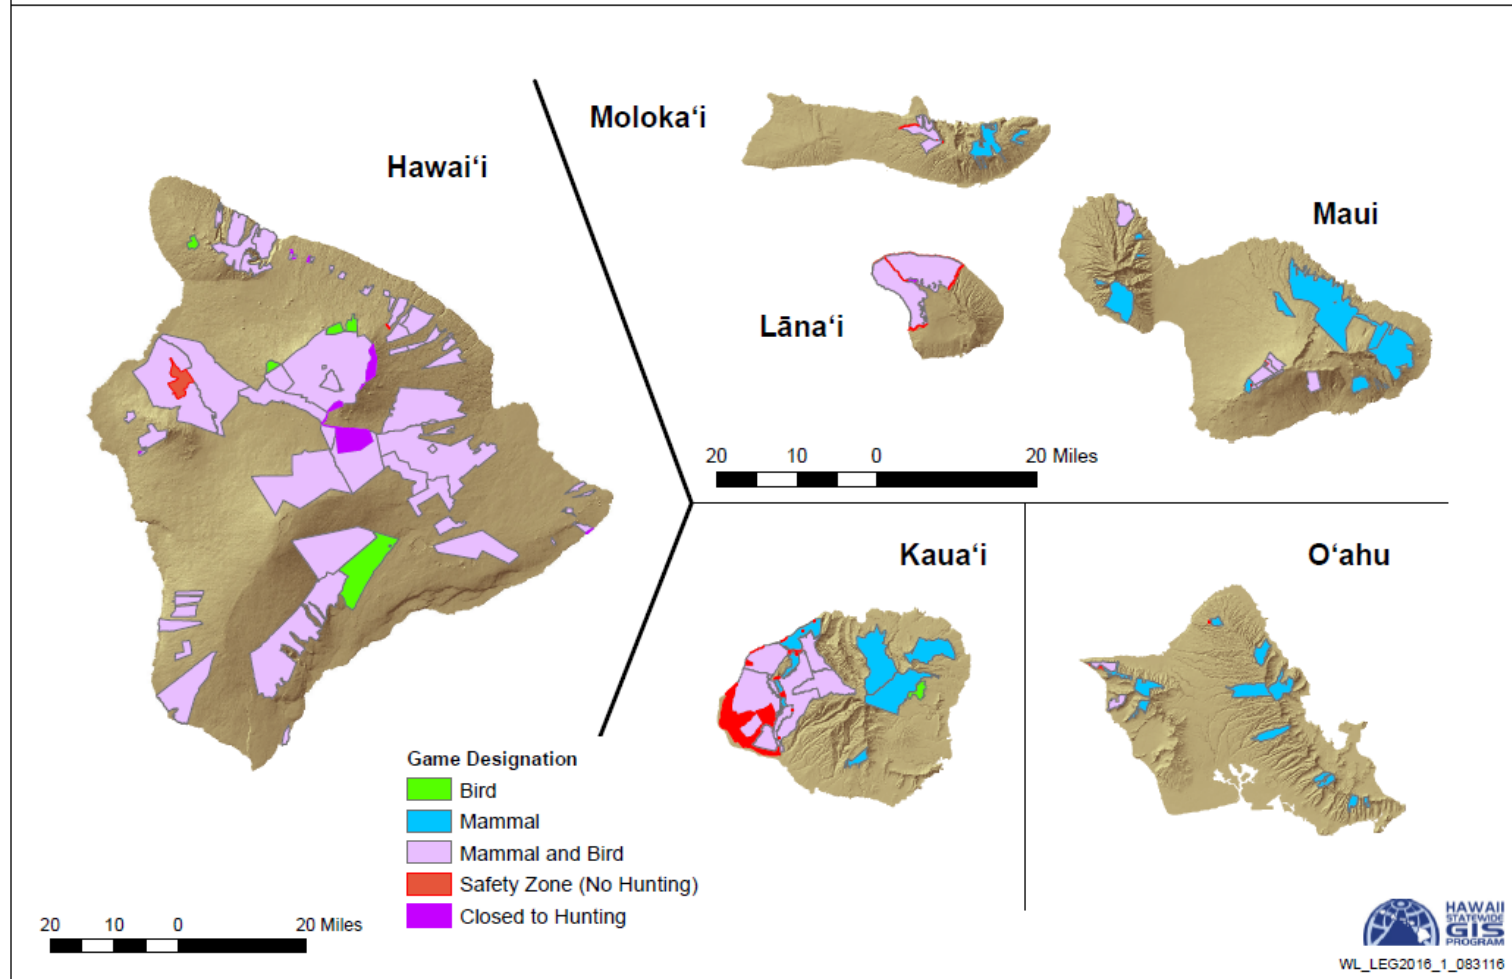 Moloka‘i
Hawai‘i
Maui
Lāna‘i
20 10 0 20 Miles
Kaua‘i
O‘ahu
Game Designation
Bird
Mammal
Mammal and Bird
Safety Zone (No Hunting)
Closed to Hunting
20 10 0 20 Miles
HAWAII
STATEWIDE
GIS
PROGRAM
WL_LEG2016_1_083116